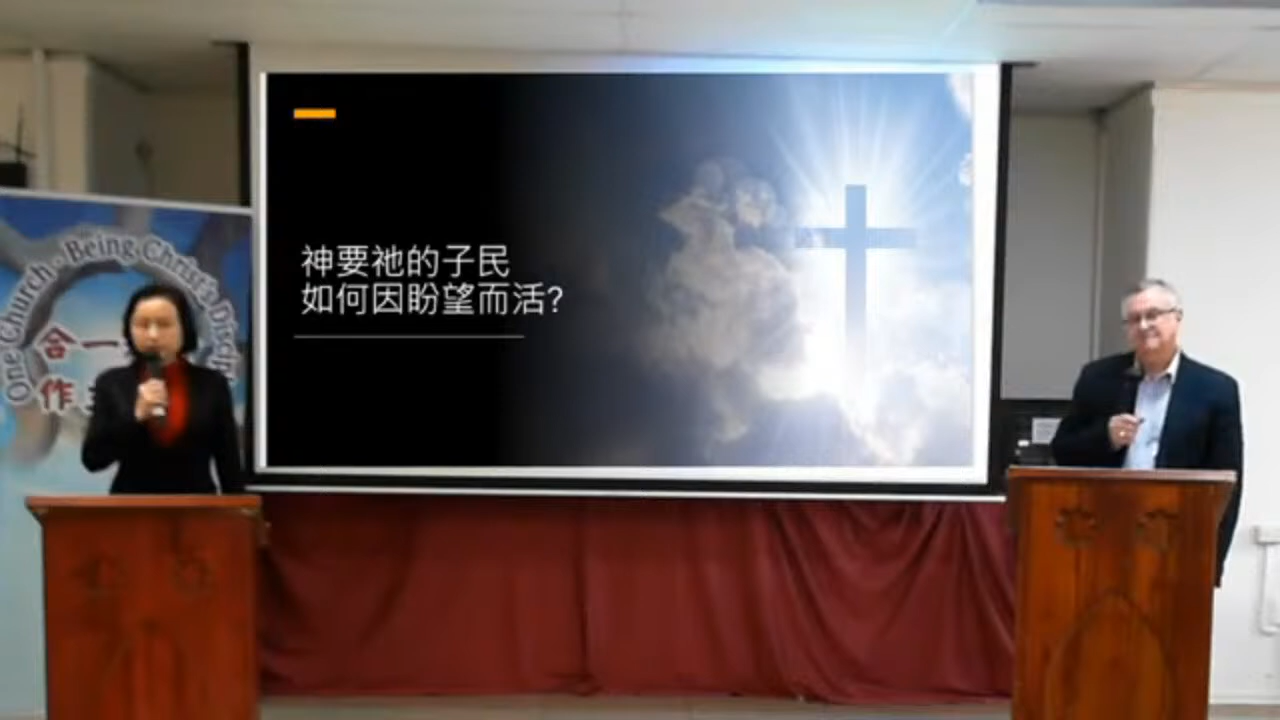 神要祂的子民
如何因盼望而活?
One Church · Being Christ's
合一
作